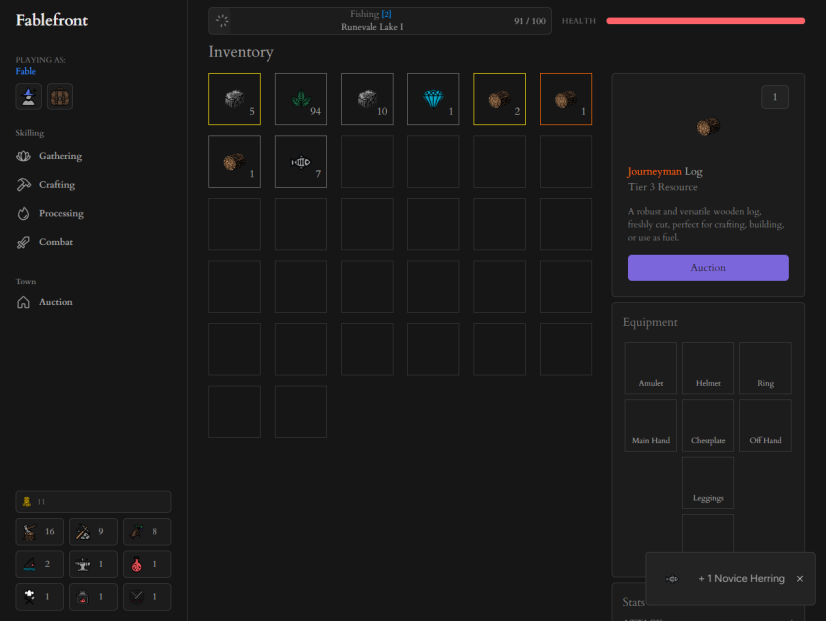 Fablefront
PLAYING AS:
Fable
Skilling
Gathering
Crafting
Processing
Combat
Town
Auction
11
16
9
8
2
1
1
1
1
1
Fishing [2]
Runevale Lake I
91 / 100
HEALTH
Inventory
5
94
10
1
2
1
1
7
1
Journeyman Log
Tier 3 Resource
A robust and versatile wooden log,
freshly cut, perfect for crafting, building,
or use as fuel.
Auction
Equipment
Amulet
Helmet
Ring
Main Hand
Chestplate
Off Hand
Leggings
+ 1 Novice Herring
Stats